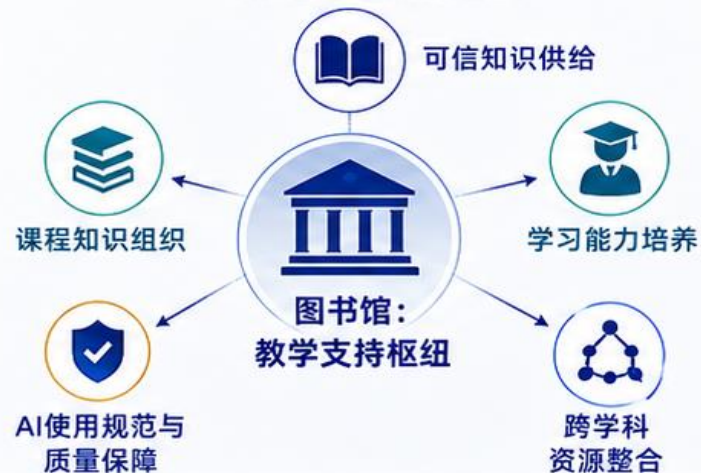 可信知识供给
课程知识组织
学习能力培养
图书馆：
教学支持枢纽
AI使用规范与
质量保障
跨学科
资源整合